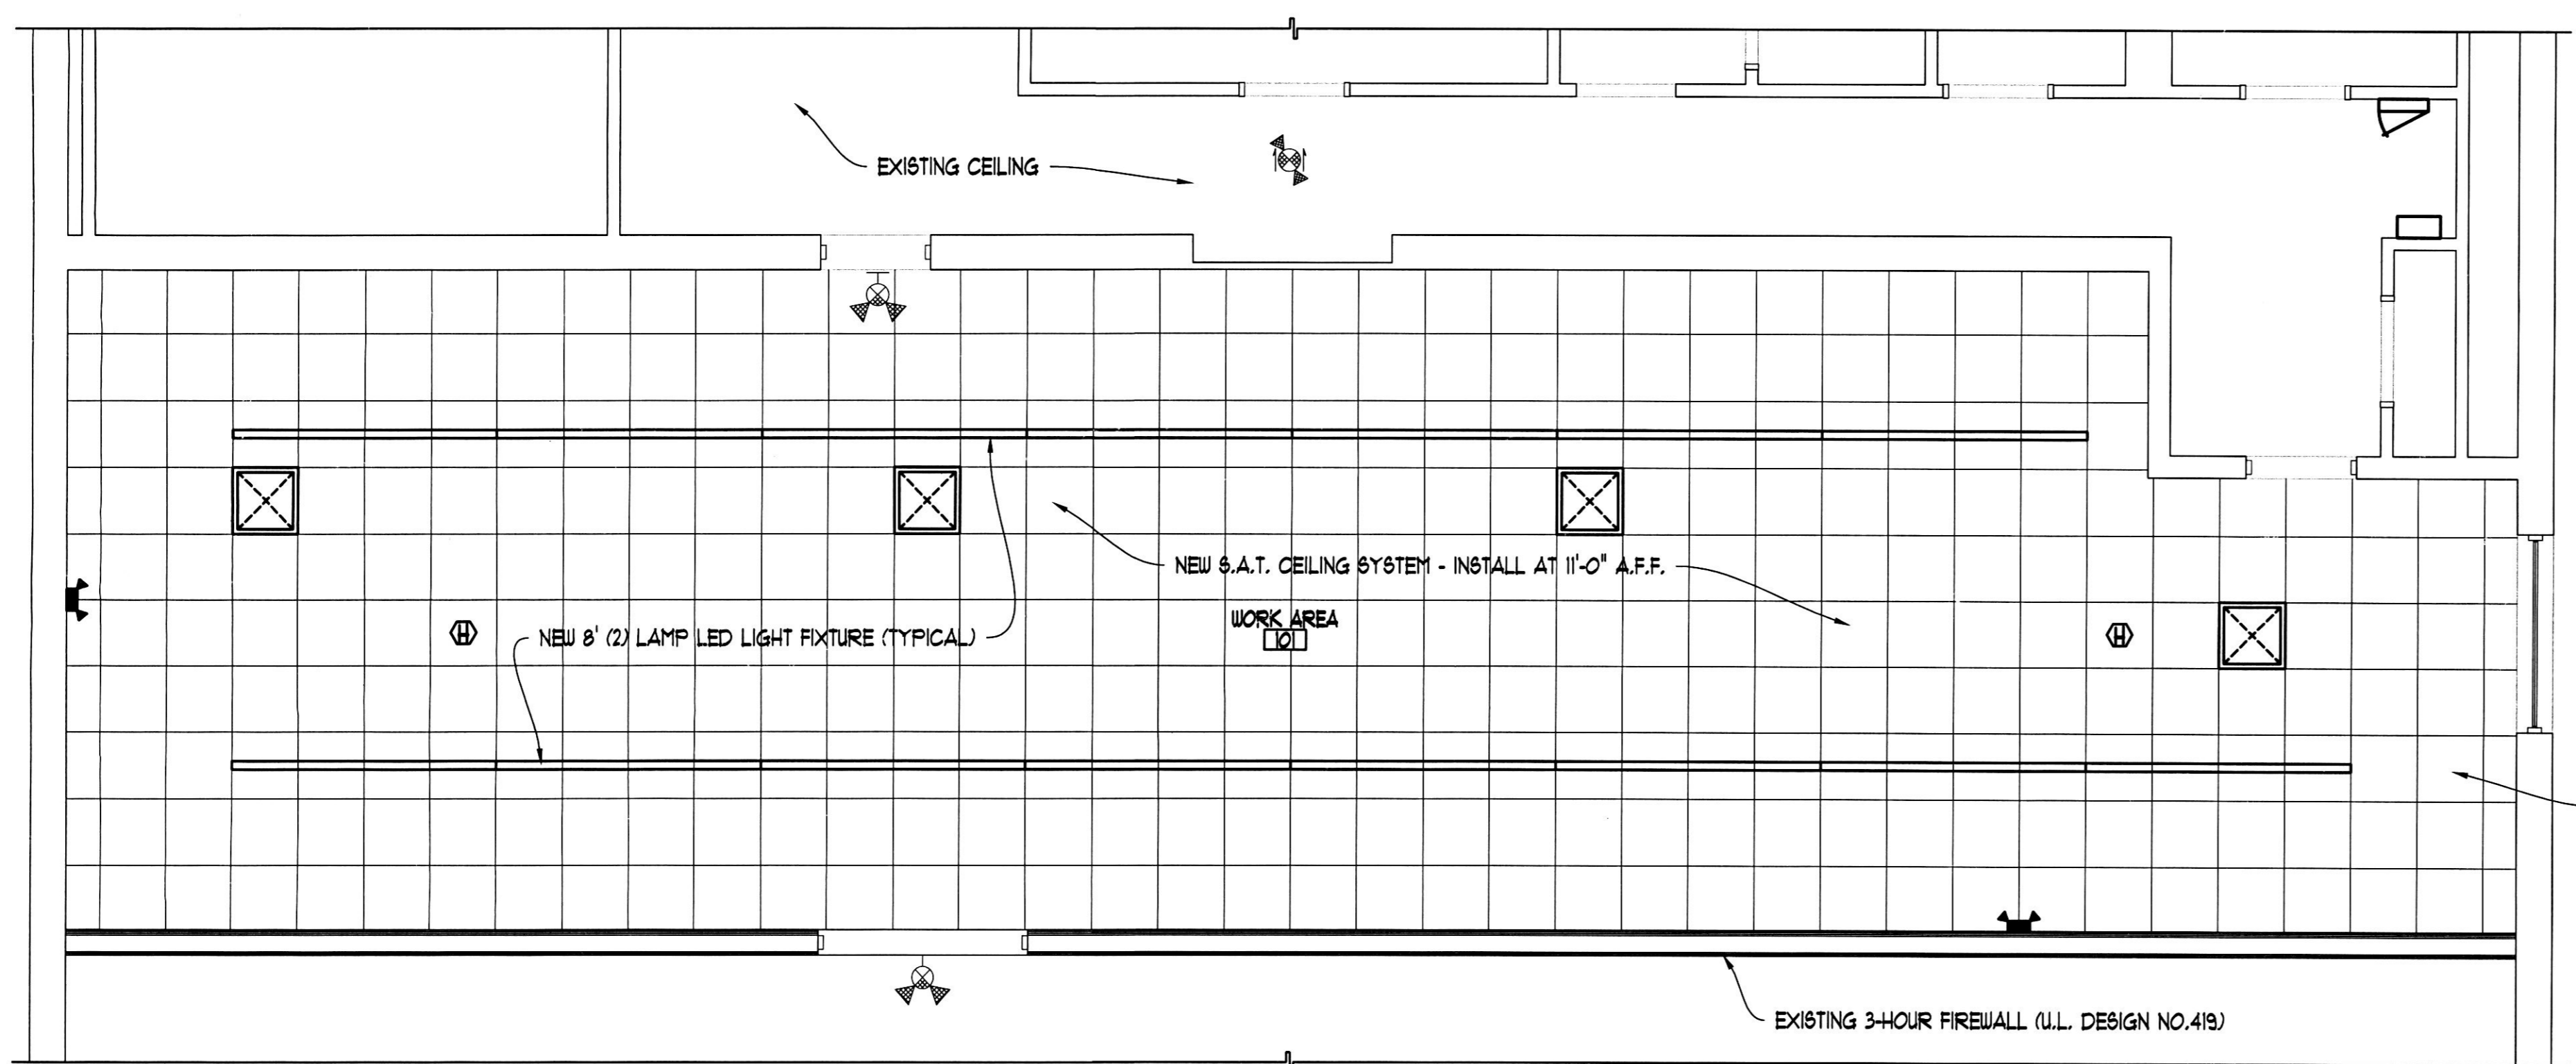 EXISTING CEILING
NEW S.A.T. CEILING SYSTEM - INSTALL AT 11'-0" A.F.F.
WORK AREA
101
H
NEW 8' (2) LAMP LED LIGHT FIXTURE (TYPICAL)
H
EXISTING 3-HOUR FIREWALL (U.L. DESIGN NO.419)